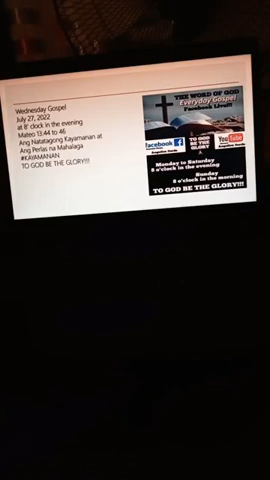 Wednesday Gospel
July 27, 2022
at 8' clock in the evening
Mateo 13:44 to 46
Ang Natatagong Kayamanan at
Ang Perlas na Mahalaga
#KAYAMANAN
TO GOD BE THE GLORY!!!
THE WORD OF GOD
Everyday Gospel
Facebook Live!!
facebook
TO GOD
BE THE
GLORY
YouTube
Monday to Saturday
8 o'clock in the evening
Sunday
8 o'clock in the morning
TO GOD BE THE GLORY!!!